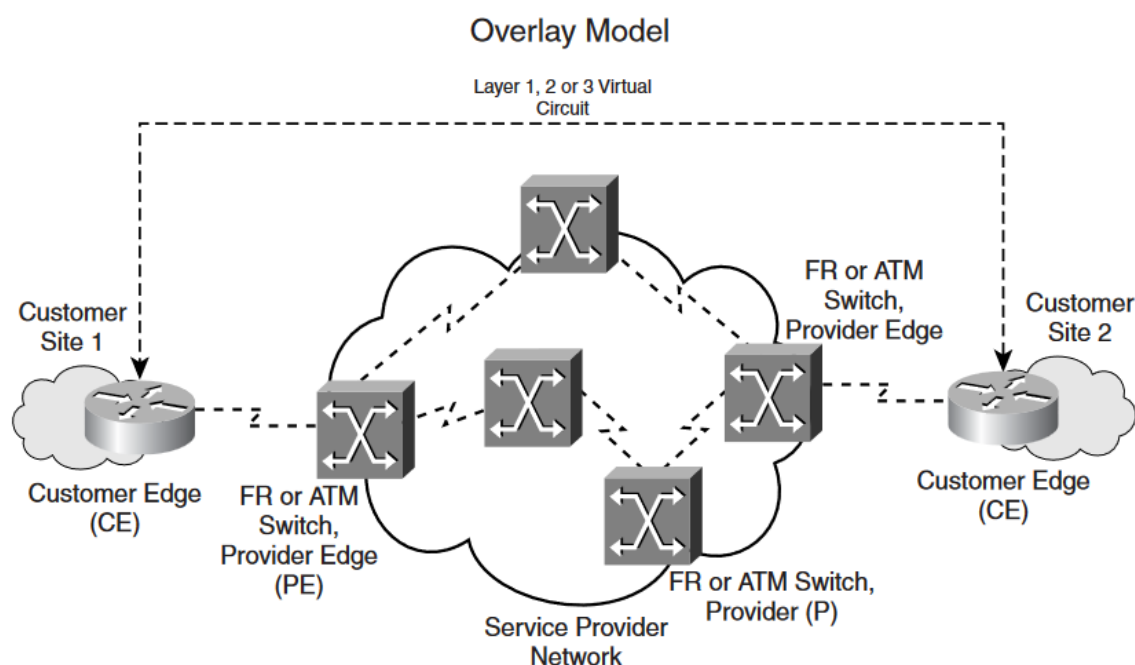 Overlay Model
Layer 1, 2 or 3 Virtual
Circuit
Customer
Site 1
FR or ATM
Switch,
Provider Edge
Customer
Site 2
Customer Edge
(CE)
FR or ATM
Switch,
Provider Edge
(PE)
Customer Edge
(CE)
FR or ATM Switch,
Provider (P)
Service Provider
Network